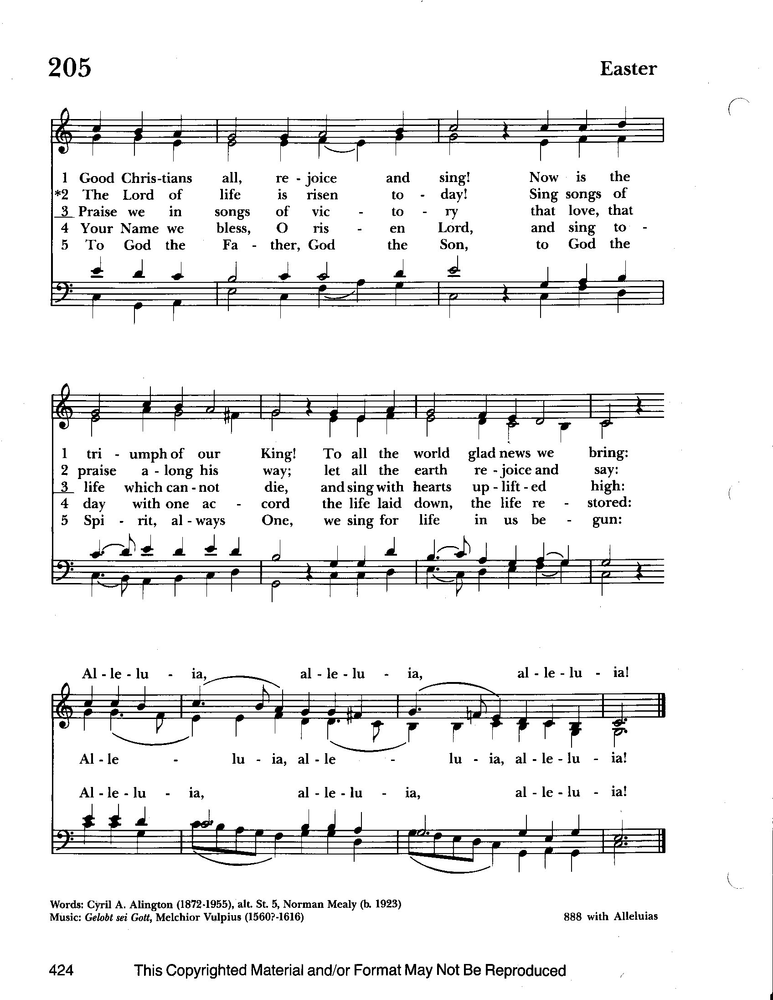 205
Easter
1 Good Chris-tians all, re - joice and sing! Now is the
*2 The Lord of life is risen to - day! Sing songs of
3 Praise we in songs of vic - to - ry that love, that
4 Your Name we bless, O ris - en Lord, and sing to -
5 To God the Fa - ther, God the Son, to God the
1 tri - umph of our King! To all the world glad news we bring:
2 praise a - long his way; let all the earth re - joice and say:
3 life which can - not die, and sing with hearts up - lift - ed high:
4 day with one ac - cord the life laid down, the life re - stored:
5 Spi - rit, al - ways One, we sing for life in us be - gun:
Al - le - lu - ia, al - le - lu - ia, al - le - lu - ia!
Al - le - lu - ia, al - le - lu - ia, al - le - lu - ia!
Al - le - lu - ia, al - le - lu - ia, al - le - lu - ia!
Words: Cyril A. Alington (1872-1955), alt. St. 5, Norman Mealy (b. 1923)
Music: Gelobt sei Gott, Melchior Vulpius (1560?-1616)
888 with Alleluias
424
This Copyrighted Material and/or Format May Not Be Reproduced